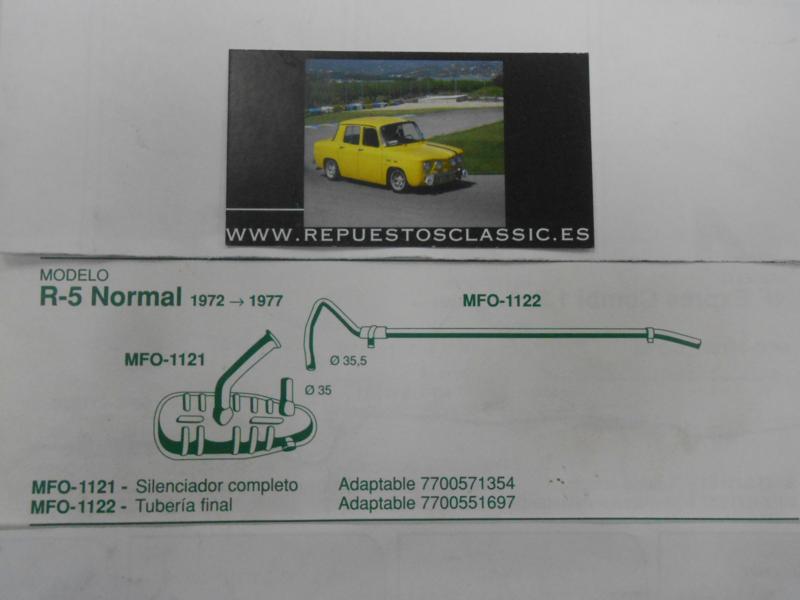 WWW.REPUESTOSCLASSIC.ES
MODELO
R-5 Normal 1972 → 1977
MFO-1122
MFO-1121
Ø 35,5
Ø 35
MFO-1121 - Silenciador completo Adaptable 7700571354
MFO-1122 - Tubería final Adaptable 7700551697